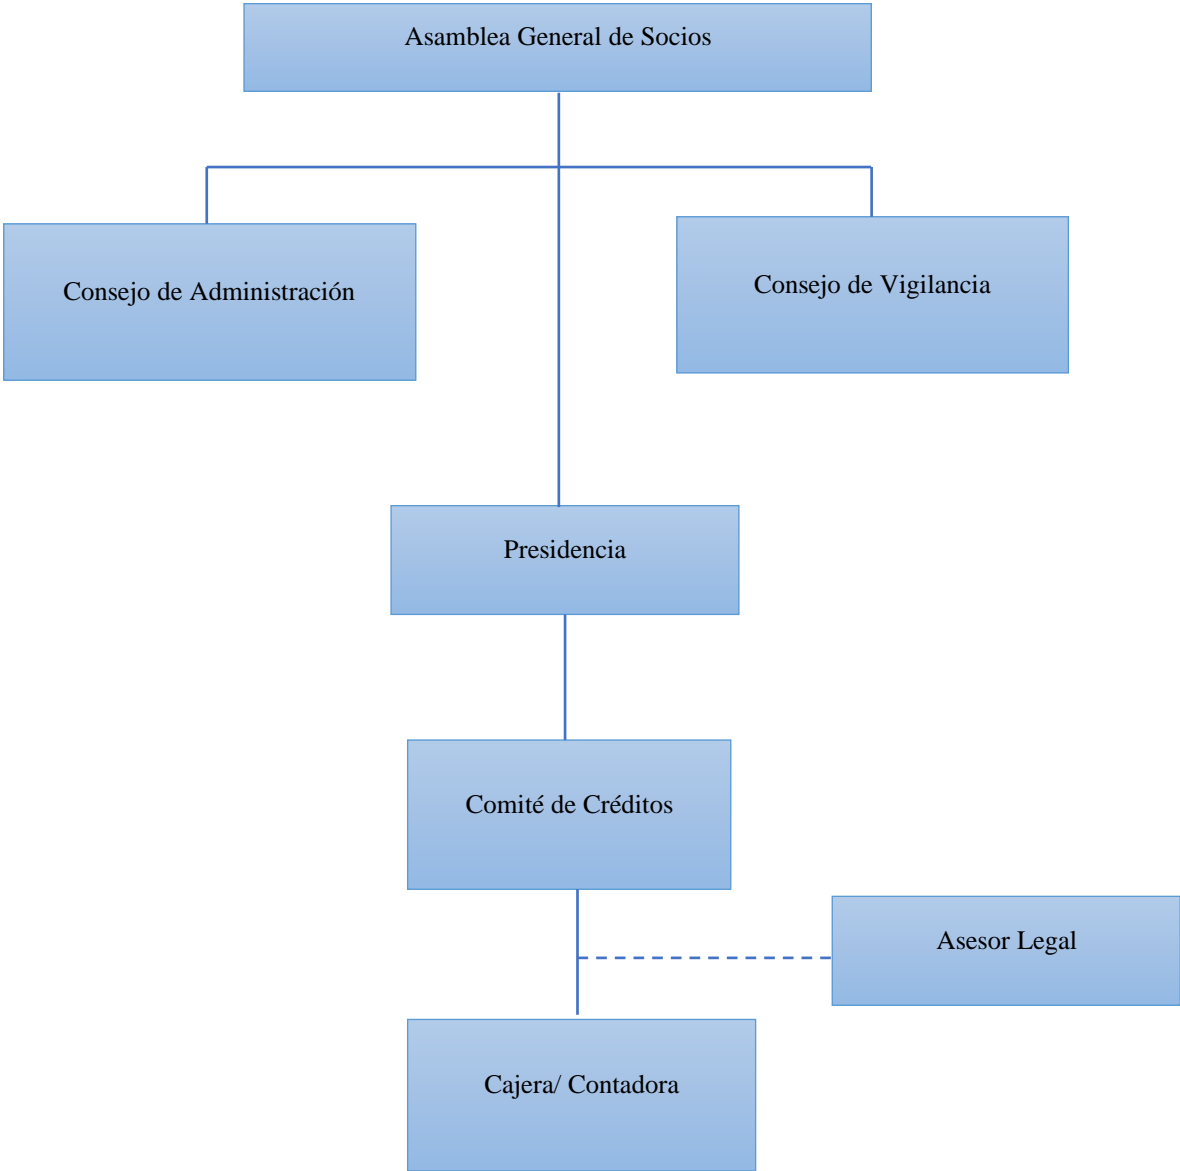 Asamblea General de Socios
Consejo de Administración
Consejo de Vigilancia
Presidencia
Comité de Créditos
Asesor Legal
Cajera/ Contadora